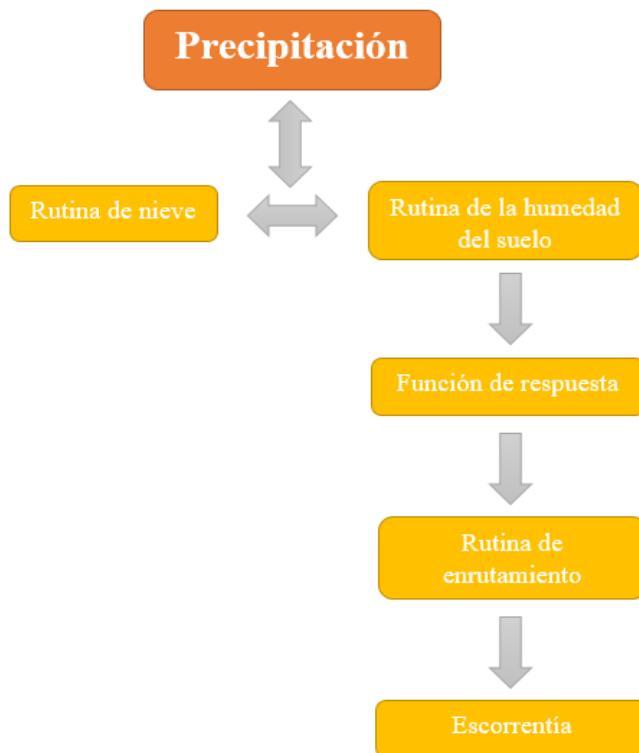 Precipitación
Rutina de nieve
Rutina de la humedad
del suelo
Función de respuesta
Rutina de
enrutamiento
Escorrentía